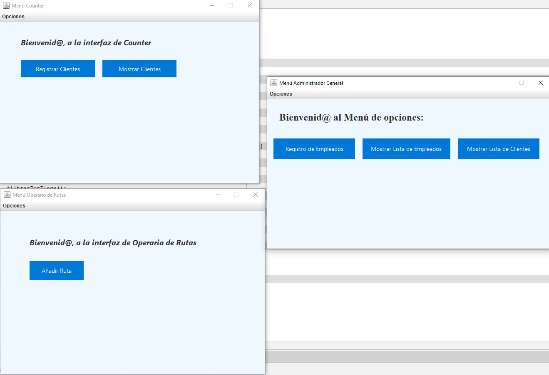 Menú Counter
Opciones
Bienvenid@, a la interfaz de Counter
Registrar Clientes
Mostrar Clientes
Menú Administrador General
Opciones
Bienvenid@ al Menú de opciones:
Registro de Empleados
Mostrar Lista de Empleados
Mostrar Lista de Clientes
Menú Operario de Rutas
Opciones
Bienvenid@, a la interfaz de Operario de Rutas
Añadir Ruta